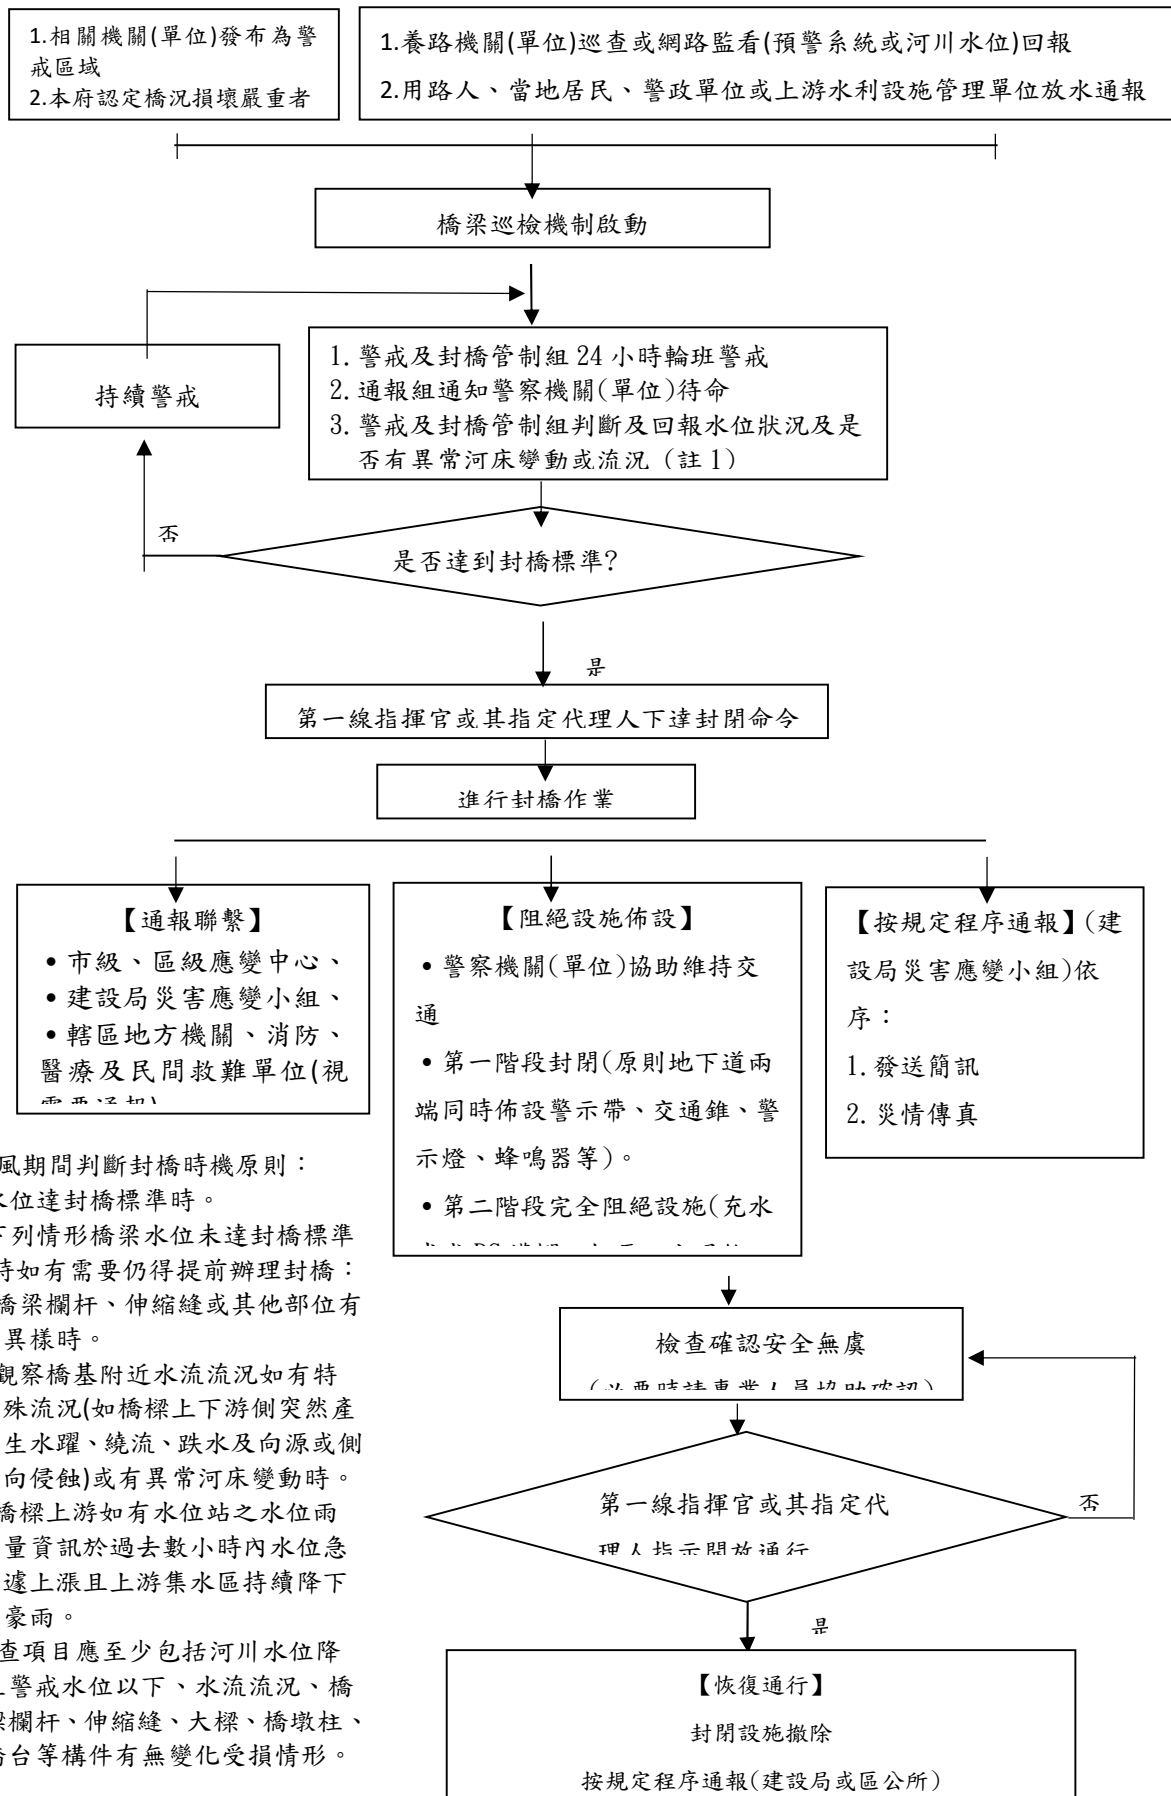 1.相關機關(單位)發布為警
戒區域
2.本府認定橋況損壞嚴重者
1.養路機關(單位)巡查或網路監看(預警系統或河川水位)回報
2.用路人、當地居民、警政單位或上游水利設施管理單位放水通報
橋梁巡檢機制啟動
持續警戒
1. 警戒及封橋管制組 24 小時輪班警戒
2. 通報組通知警察機關(單位)待命
3. 警戒及封橋管制組判斷及回報水位狀況及是
否有異常河床變動或流況（註 1）
否
是否達到封橋標準?
是
第一線指揮官或其指定代理人下達封閉命令
進行封橋作業
【通報聯繫】
• 市級、區級應變中心、
• 建設局災害應變小組、
• 轄區地方機關、消防、
醫療及民間救難單位(視
需要通報)
【阻絕設施佈設】
• 警察機關(單位)協助維持交
通
• 第一階段封閉(原則地下道兩
端同時佈設警示帶、交通錐、警
示燈、蜂鳴器等)。
• 第二階段完全阻絕設施(充水
【按規定程序通報】(建
設局災害應變小組)依
序：
1. 發送簡訊
2. 災情傳真
風期間判斷封橋時機原則：
水位達封橋標準時。
下列情形橋梁水位未達封橋標準
時如有需要仍得提前辦理封橋：
橋梁欄杆、伸縮縫或其他部位有
異樣時。
觀察橋基附近水流流況如有特
殊流況(如橋樑上下游側突然產
生水躍、繞流、跌水及向源或側
向侵蝕)或有異常河床變動時。
橋樑上游如有水位站之水位雨
量資訊於過去數小時內水位急
遽上漲且上游集水區持續降下
豪雨。
查項目應至少包括河川水位降
警戒水位以下、水流流況、橋
梁欄杆、伸縮縫、大樑、橋墩柱、
橋台等構件有無變化受損情形。
檢查確認安全無虞
(必要時請專業人員協助確認)
第一線指揮官或其指定代
理人指示開放通行
否
是
【恢復通行】
封閉設施撤除
按規定程序通報(建設局或區公所)